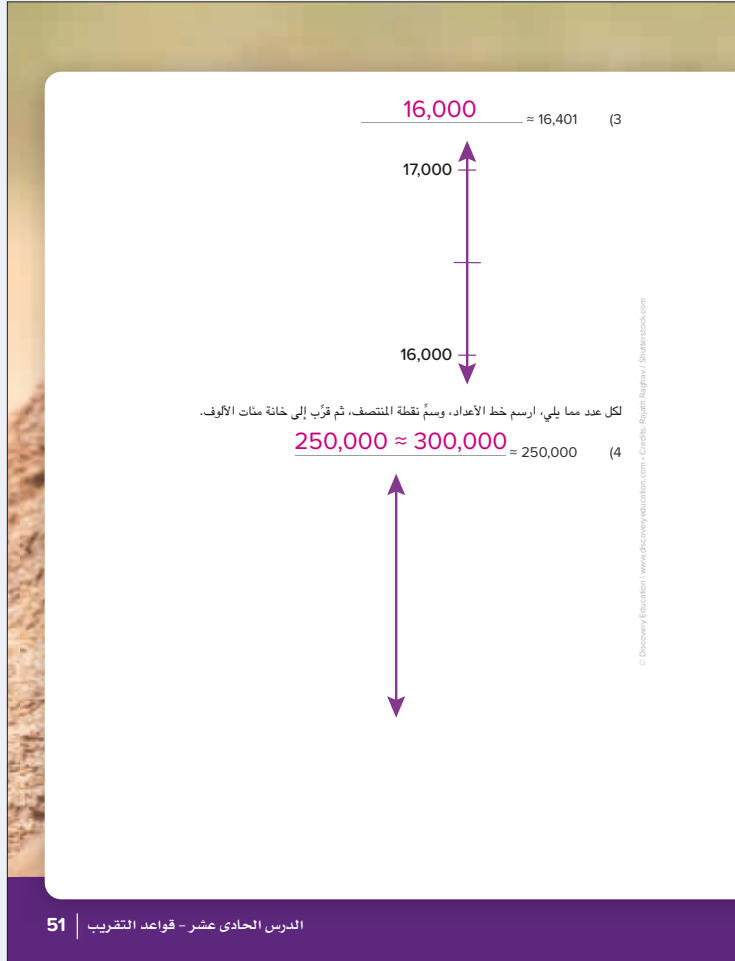 3) 16,401 ≈ 16,000
17,000
16,000
لكل عدد مما يلي، ارسم خط الأعداد، وسمِّ نقطة المنتصف، ثم قرِّب إلى خانة مئات الألوف.
4) 250,000 ≈ 250,000 ≈ 300,000
© Discovery Education | www.discoveryeducation.com • Credits: Rajath Raghav / Shutterstock.com
الدرس الحادى عشر – قواعد التقريب | 51